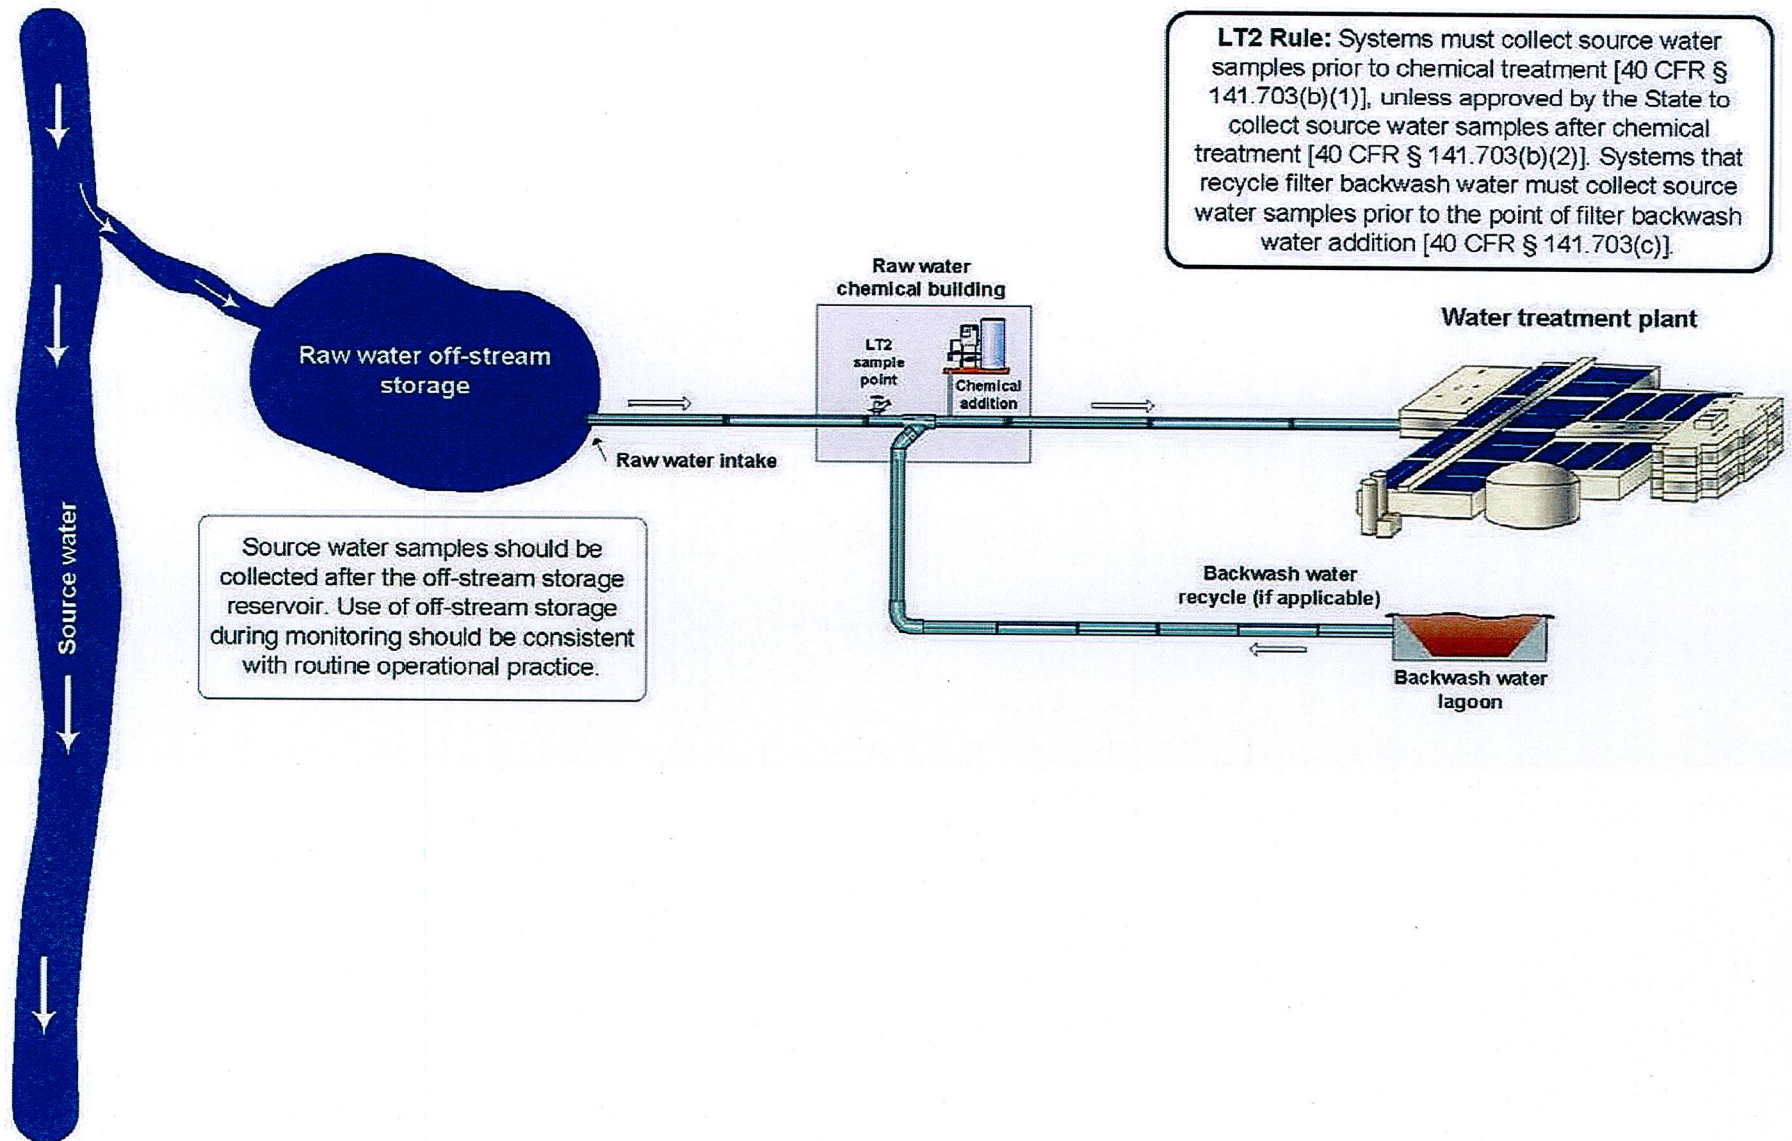 LT2 Rule: Systems must collect source water
samples prior to chemical treatment [40 CFR §
141.703(b)(1)], unless approved by the State to
collect source water samples after chemical
treatment [40 CFR § 141.703(b)(2)]. Systems that
recycle filter backwash water must collect source
water samples prior to the point of filter backwash
water addition [40 CFR § 141.703(c)].
Raw water
chemical building
Water treatment plant
Raw water off-stream
storage
LT2
sample
point
Chemical
addition
Raw water intake
Source water
Source water samples should be
collected after the off-stream storage
reservoir. Use of off-stream storage
during monitoring should be consistent
with routine operational practice.
Backwash water
recycle (if applicable)
Backwash water
lagoon